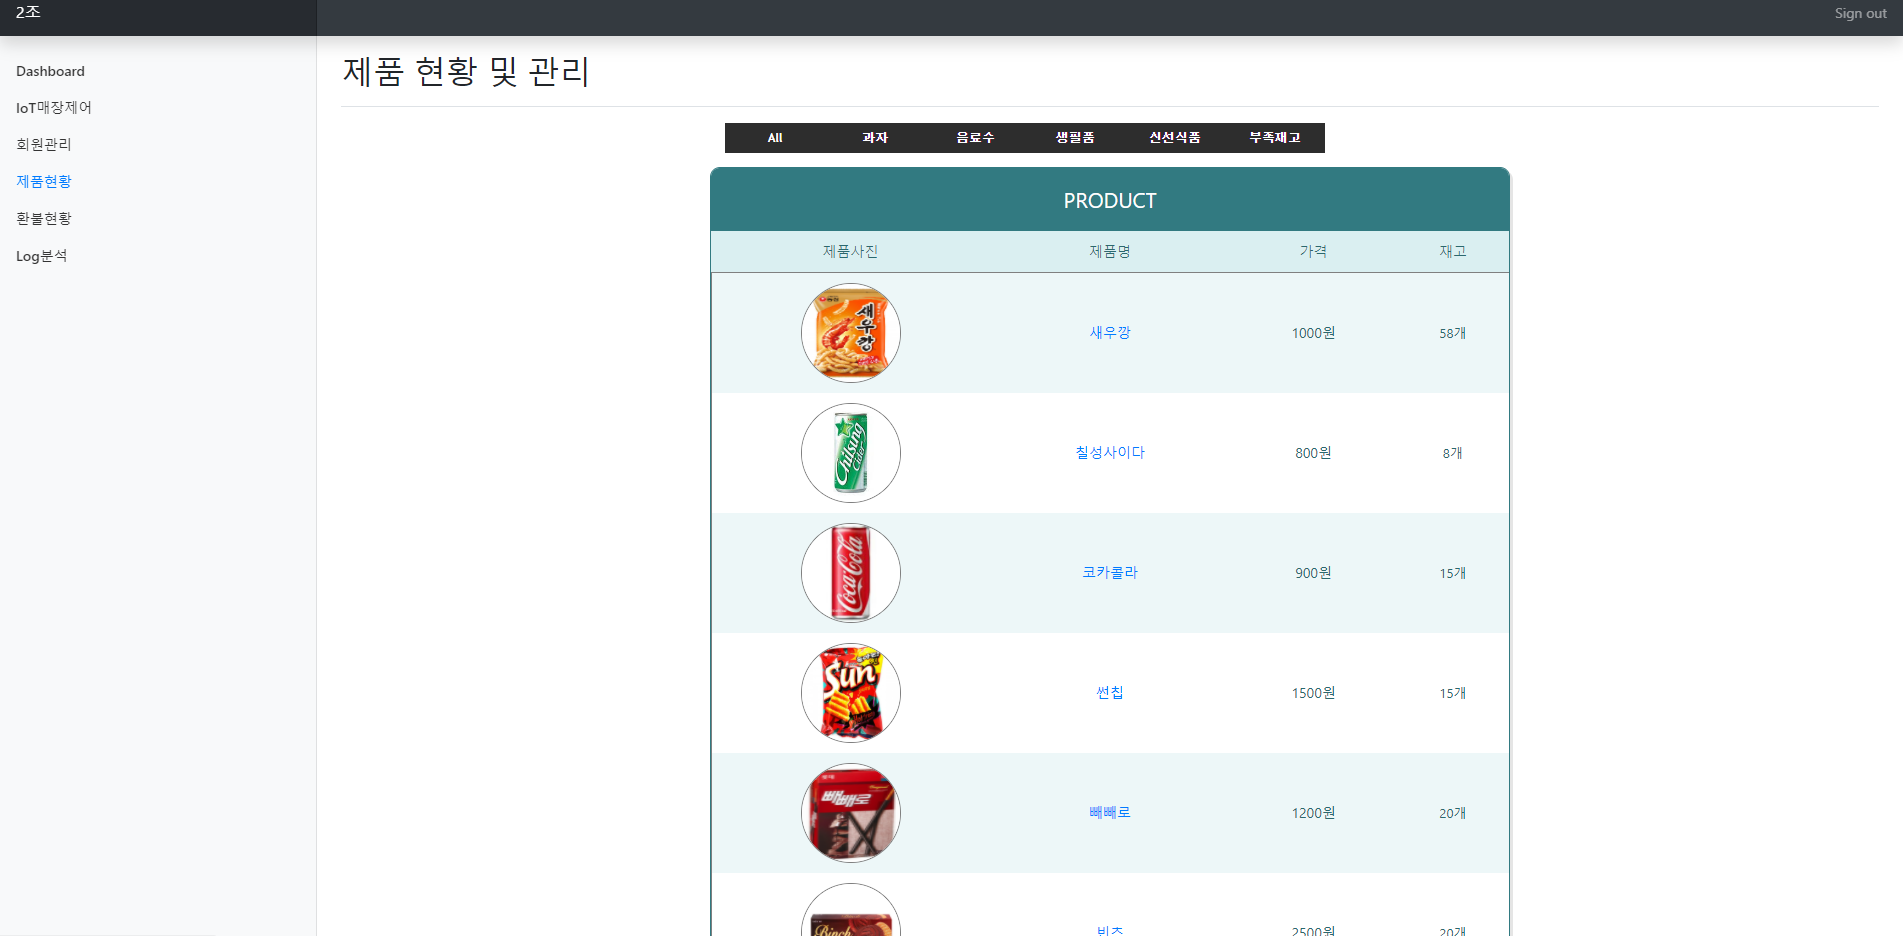 2조
Sign out
Dashboard
IoT매장제어
회원관리
제품현황
환불현황
Log분석
제품 현황 및 관리
All 과자 음료수 생필품 신선식품 부족재고
PRODUCT
제품사진 제품명 가격 재고
새우깡
새우깡 1000원 58개
Chilsung
Cider
칠성사이다 800원 8개
Coca-Cola
코카콜라 900원 15개
Sun
썬칩 1500원 15개
빼빼로
빼빼로 1200원 20개
Binch
빈츠 2500원 20개